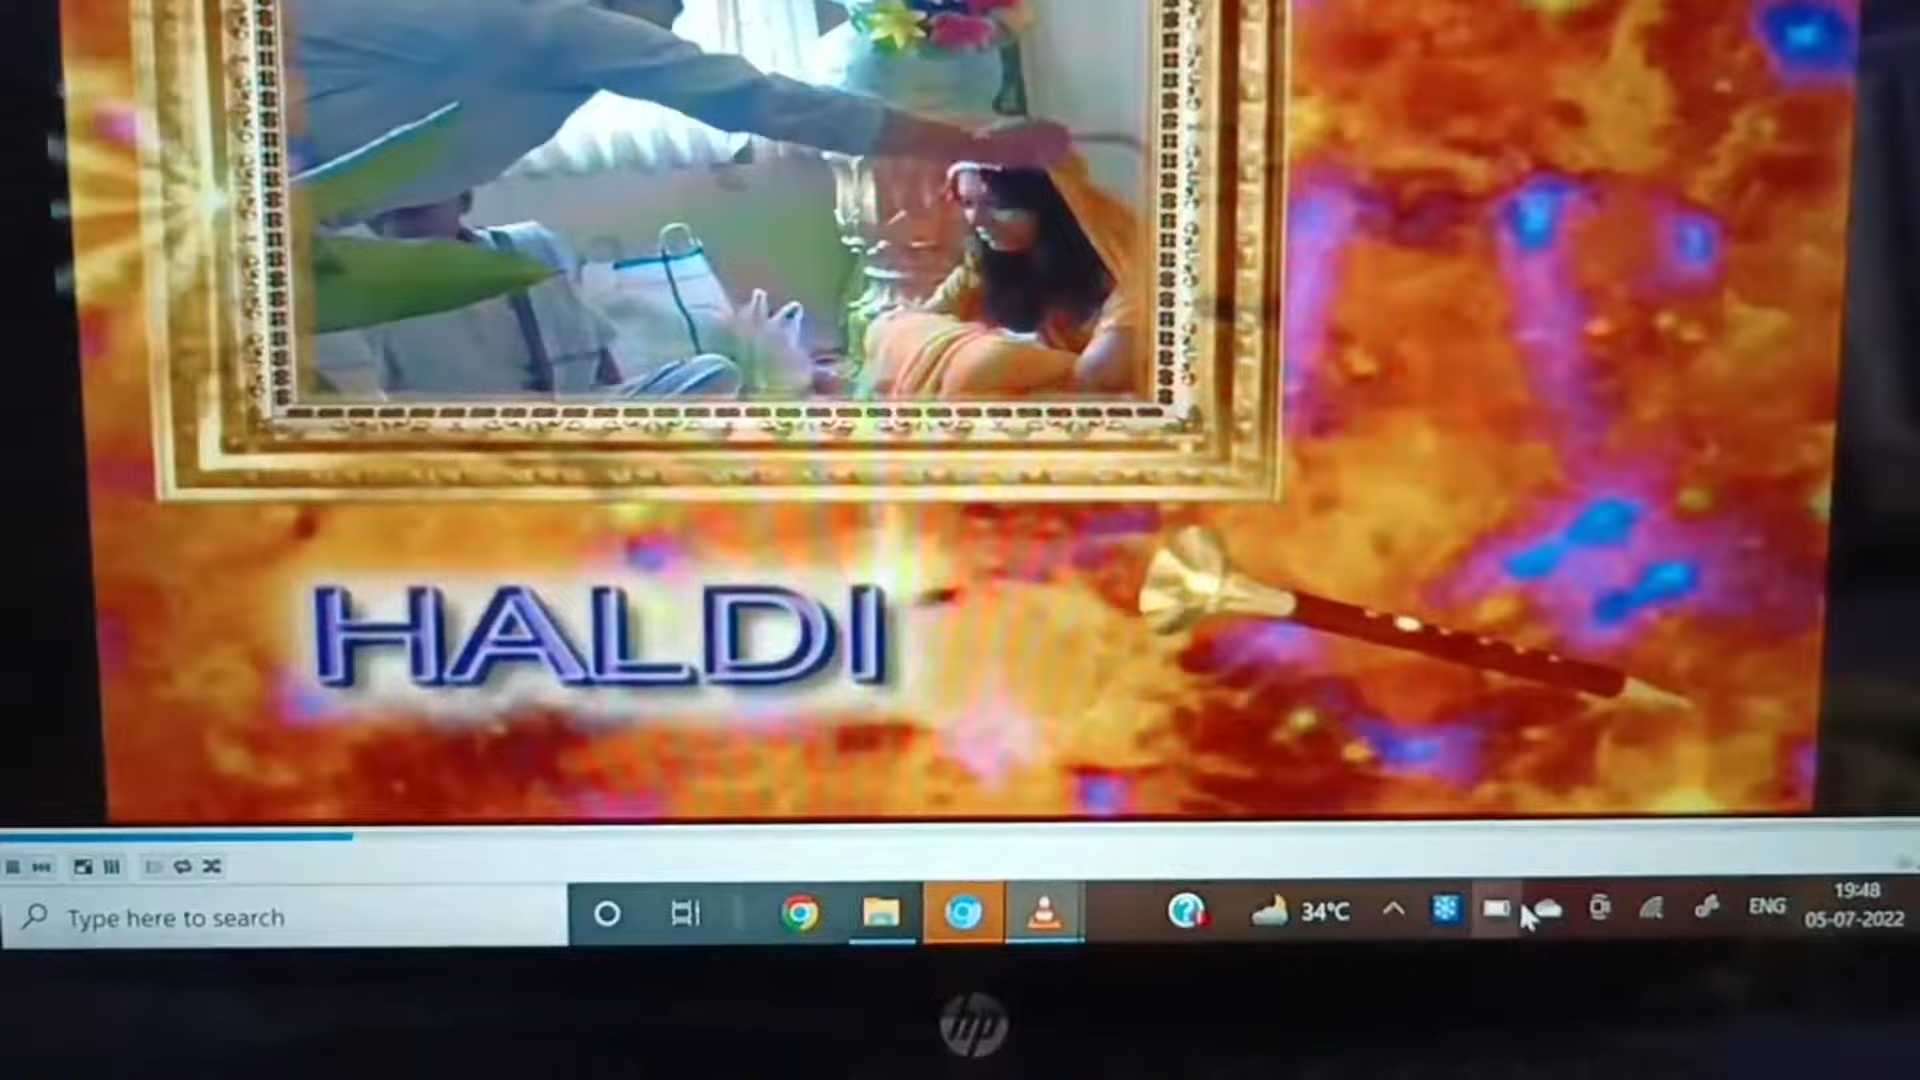 HALDI
Type here to search
34°C
ENG
19:48
05-07-2022
hp